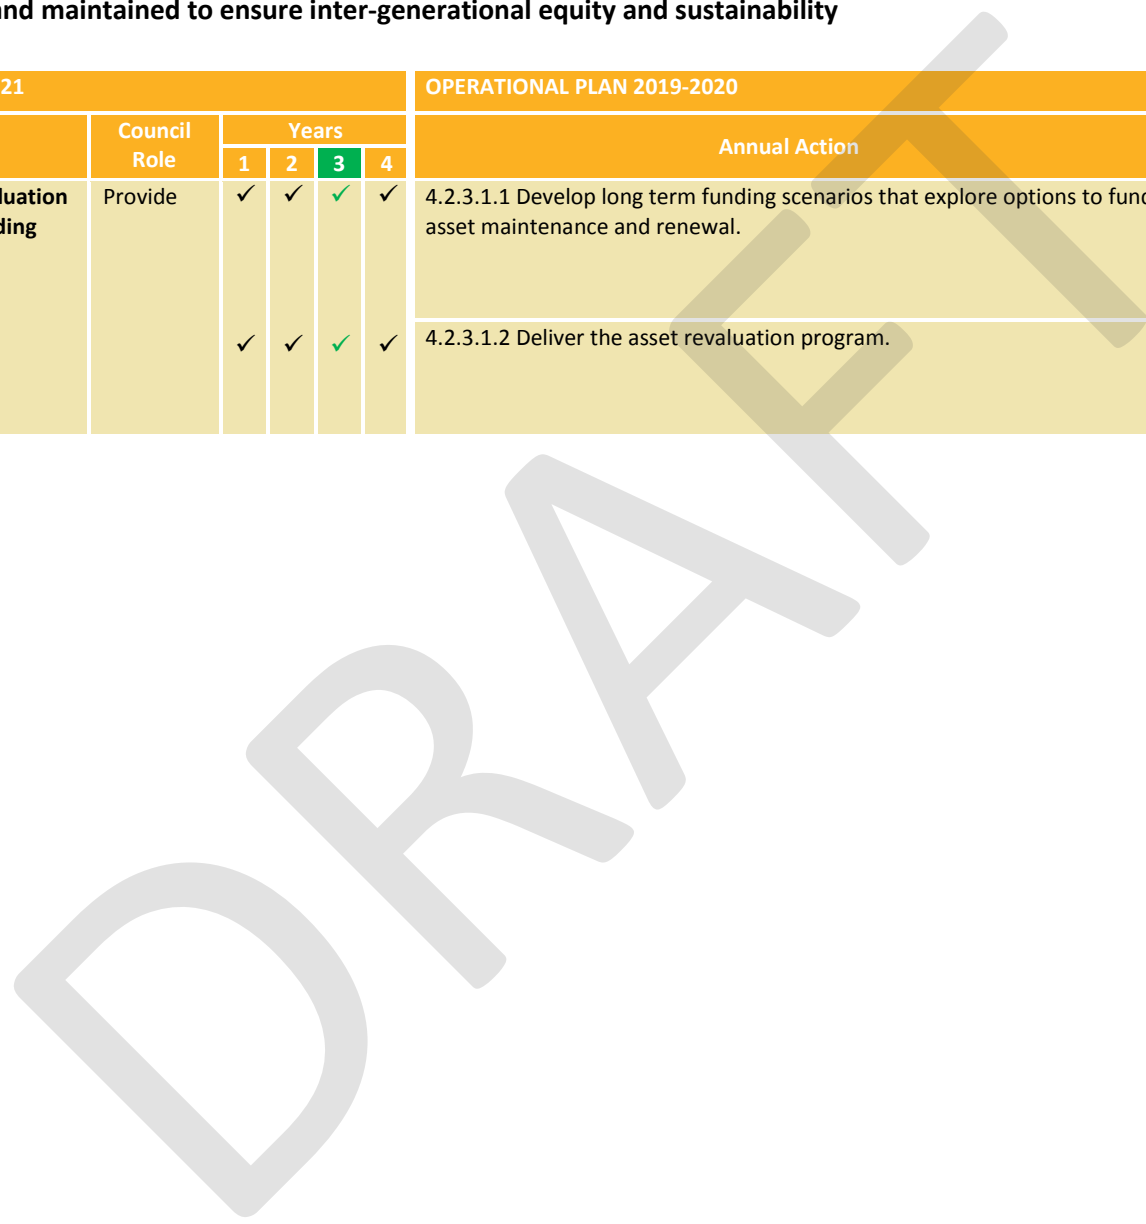 and maintained to ensure inter-generational equity and sustainability
21
OPERATIONAL PLAN 2019-2020
Council
Role
Years
1 2 3 4
Annual Action
luation
ding
Provide
✓ ✓ ✓ ✓
4.2.3.1.1 Develop long term funding scenarios that explore options to fund
asset maintenance and renewal.
✓ ✓ ✓ ✓
4.2.3.1.2 Deliver the asset revaluation program.
DRAFT